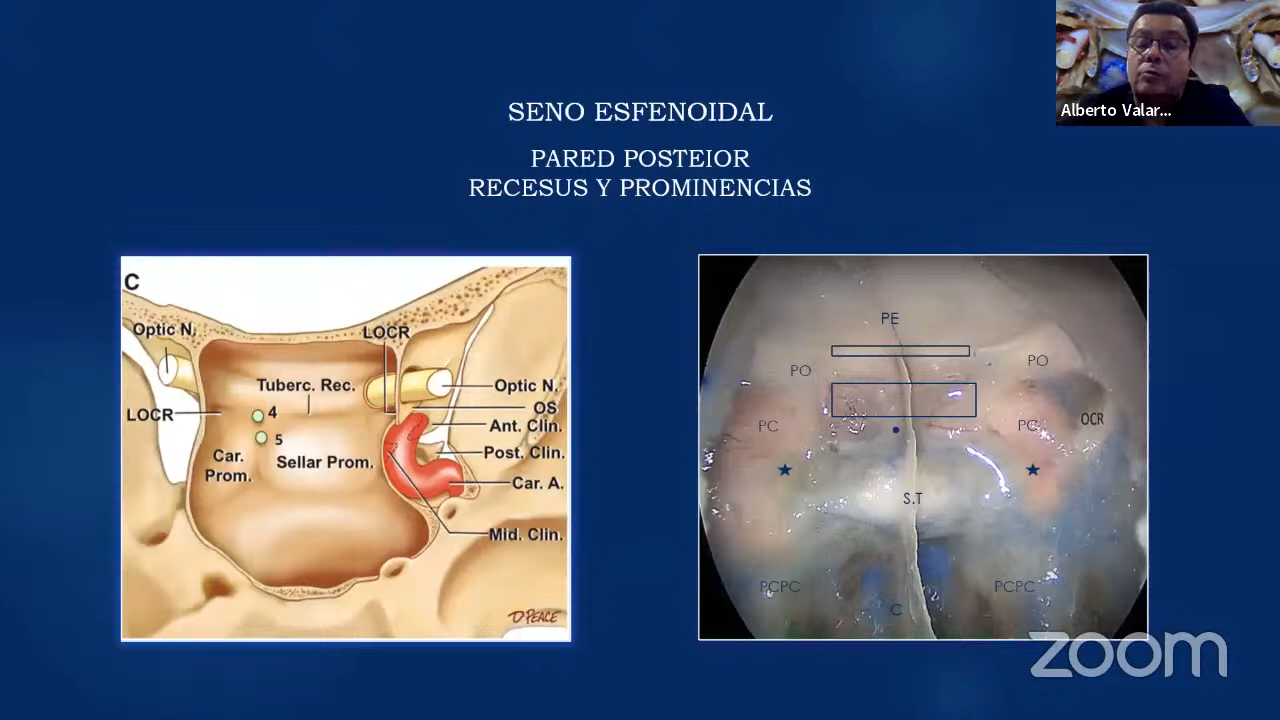 Alberto Valar...
SENO ESFENOIDAL
PARED POSTEIOR
RECESUS Y PROMINENCIAS
C
Optic N.
LOCR
Tuberc. Rec.
Optic N.
LOCR
4
OS
Ant. Clin.
5
Car.
Prom.
Sellar Prom.
Post. Clin.
Car. A.
Mid. Clin.
D PEACE
PE
PO
PO
PC
PC
OCR
S.T
PCPC
PCPC
C
zoom